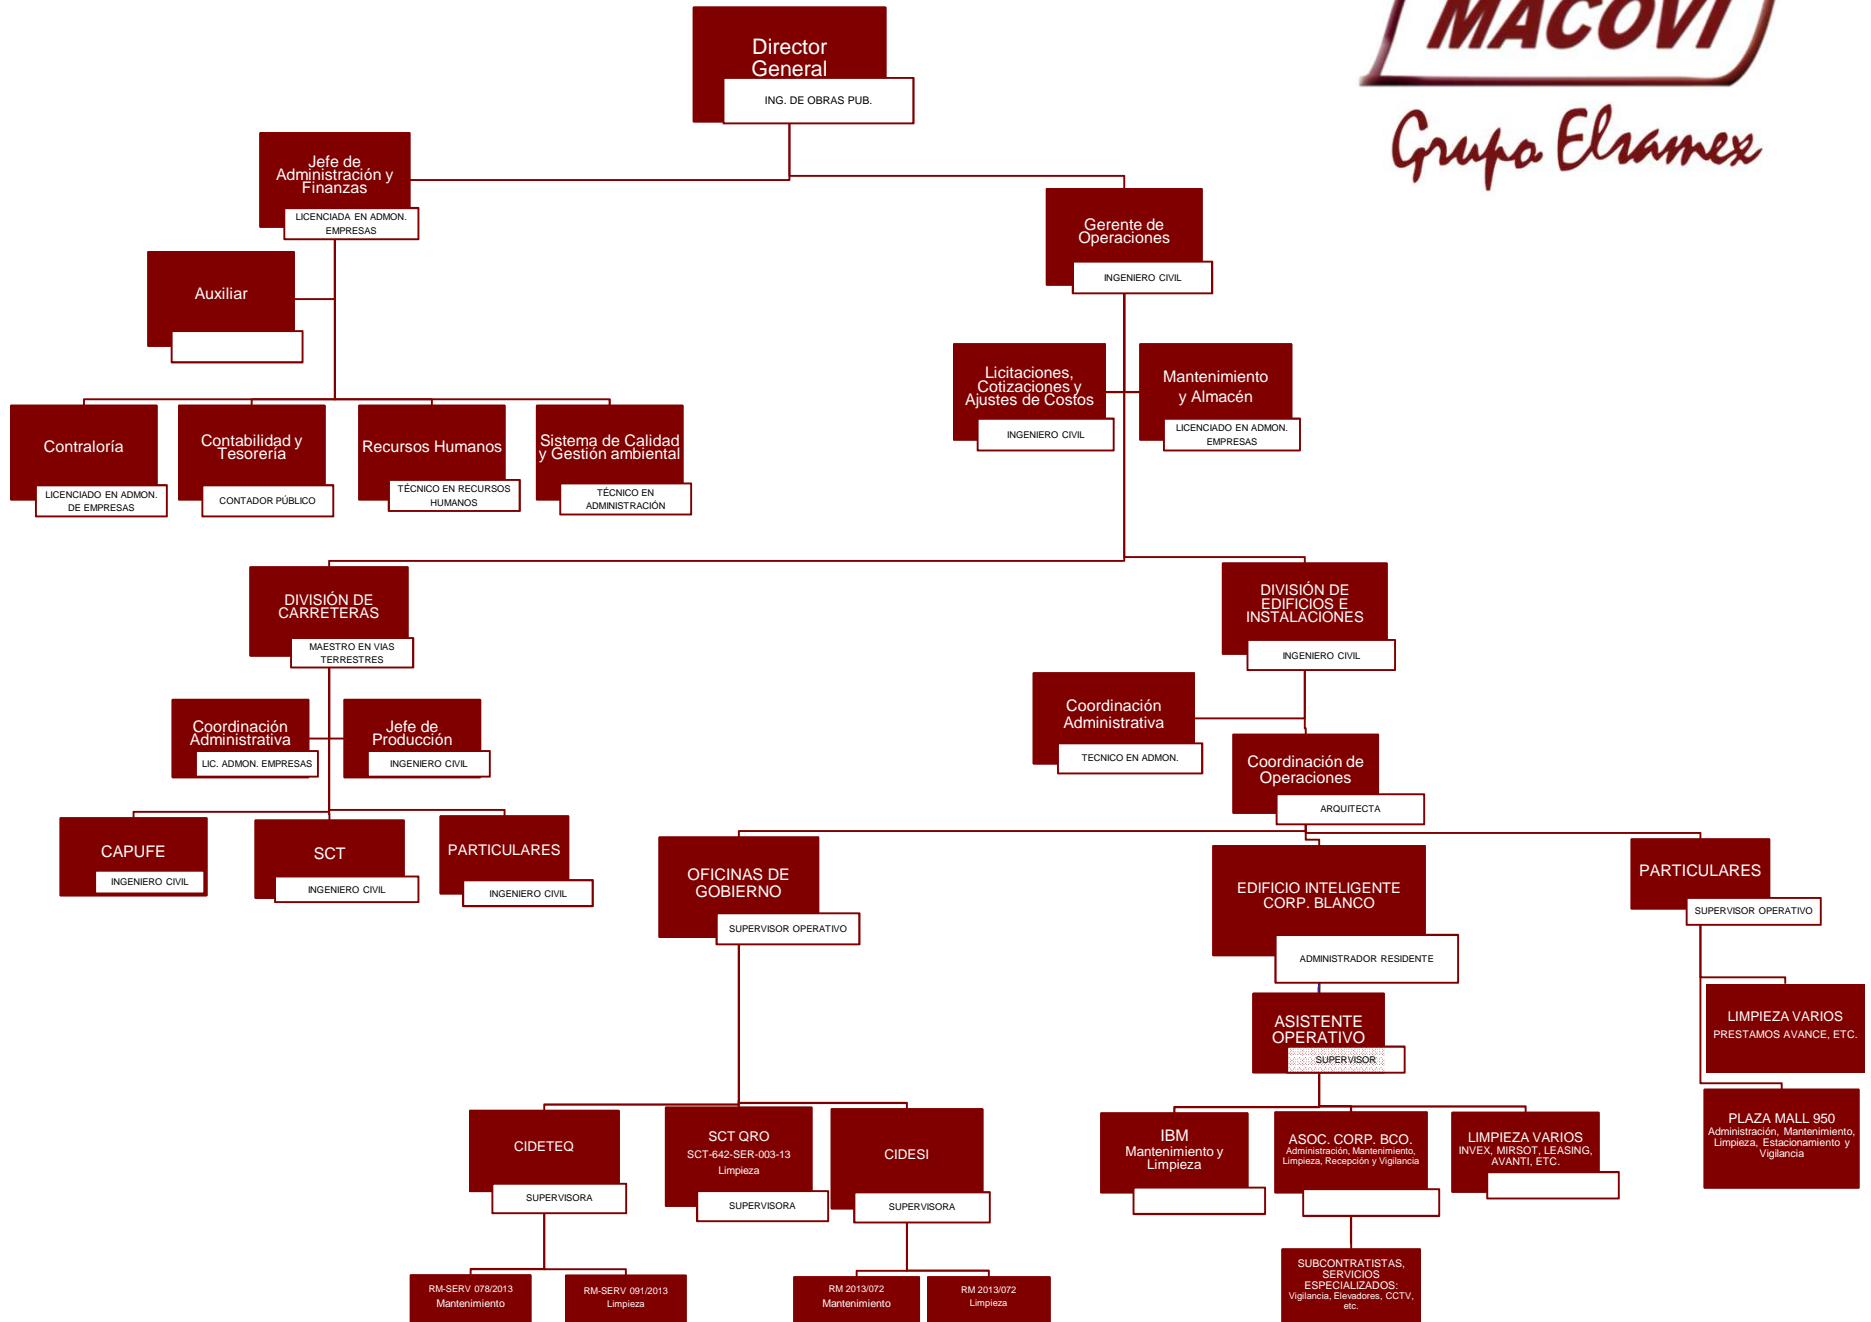 MACOVI
Grupo Elramex
Director
General
ING. DE OBRAS PUB.
Jefe de
Administración y
Finanzas
LICENCIADA EN ADMON.
EMPRESAS
Gerente de
Operaciones
INGENIERO CIVIL
Auxiliar
Licitaciones,
Cotizaciones y
Ajustes de Costos
INGENIERO CIVIL
Mantenimiento
y Almacén
LICENCIADO EN ADMON.
EMPRESAS
Contraloría
LICENCIADO EN ADMON.
DE EMPRESAS
Contabilidad y
Tesorería
CONTADOR PÚBLICO
Recursos Humanos
TÉCNICO EN RECURSOS
HUMANOS
Sistema de Calidad
y Gestión ambiental
TÉCNICO EN
ADMINISTRACIÓN
DIVISIÓN DE
CARRETERAS
MAESTRO EN VIAS
TERRESTRES
DIVISIÓN DE
EDIFICIOS E
INSTALACIONES
INGENIERO CIVIL
Coordinación
Administrativa
LIC. ADMON. EMPRESAS
Jefe de
Producción
INGENIERO CIVIL
Coordinación
Administrativa
TECNICO EN ADMON.
Coordinación de
Operaciones
ARQUITECTA
CAPUFE
INGENIERO CIVIL
SCT
INGENIERO CIVIL
PARTICULARES
INGENIERO CIVIL
OFICINAS DE
GOBIERNO
SUPERVISOR OPERATIVO
EDIFICIO INTELIGENTE
CORP. BLANCO
ADMINISTRADOR RESIDENTE
PARTICULARES
SUPERVISOR OPERATIVO
ASISTENTE
OPERATIVO
SUPERVISOR
LIMPIEZA VARIOS
PRESTAMOS AVANCE, ETC.
PLAZA MALL 950
Administración, Mantenimiento,
Limpieza, Estacionamiento y
Vigilancia
CIDETEQ
SUPERVISORA
SCT QRO
SCT-642-SER-003-13
Limpieza
SUPERVISORA
CIDESI
SUPERVISORA
IBM
Mantenimiento y
Limpieza
ASOC. CORP. BCO.
Administración, Mantenimiento,
Limpieza, Recepción y Vigilancia
LIMPIEZA VARIOS
INVEX, MIRSOT, LEASING,
AVANTI, ETC.
RM-SERV 078/2013
Mantenimiento
RM-SERV 091/2013
Limpieza
RM 2013/072
Mantenimiento
RM 2013/072
Limpieza
SUBCONTRATISTAS,
SERVICIOS
ESPECIALIZADOS:
Vigilancia, Elevadores, CCTV,
etc.